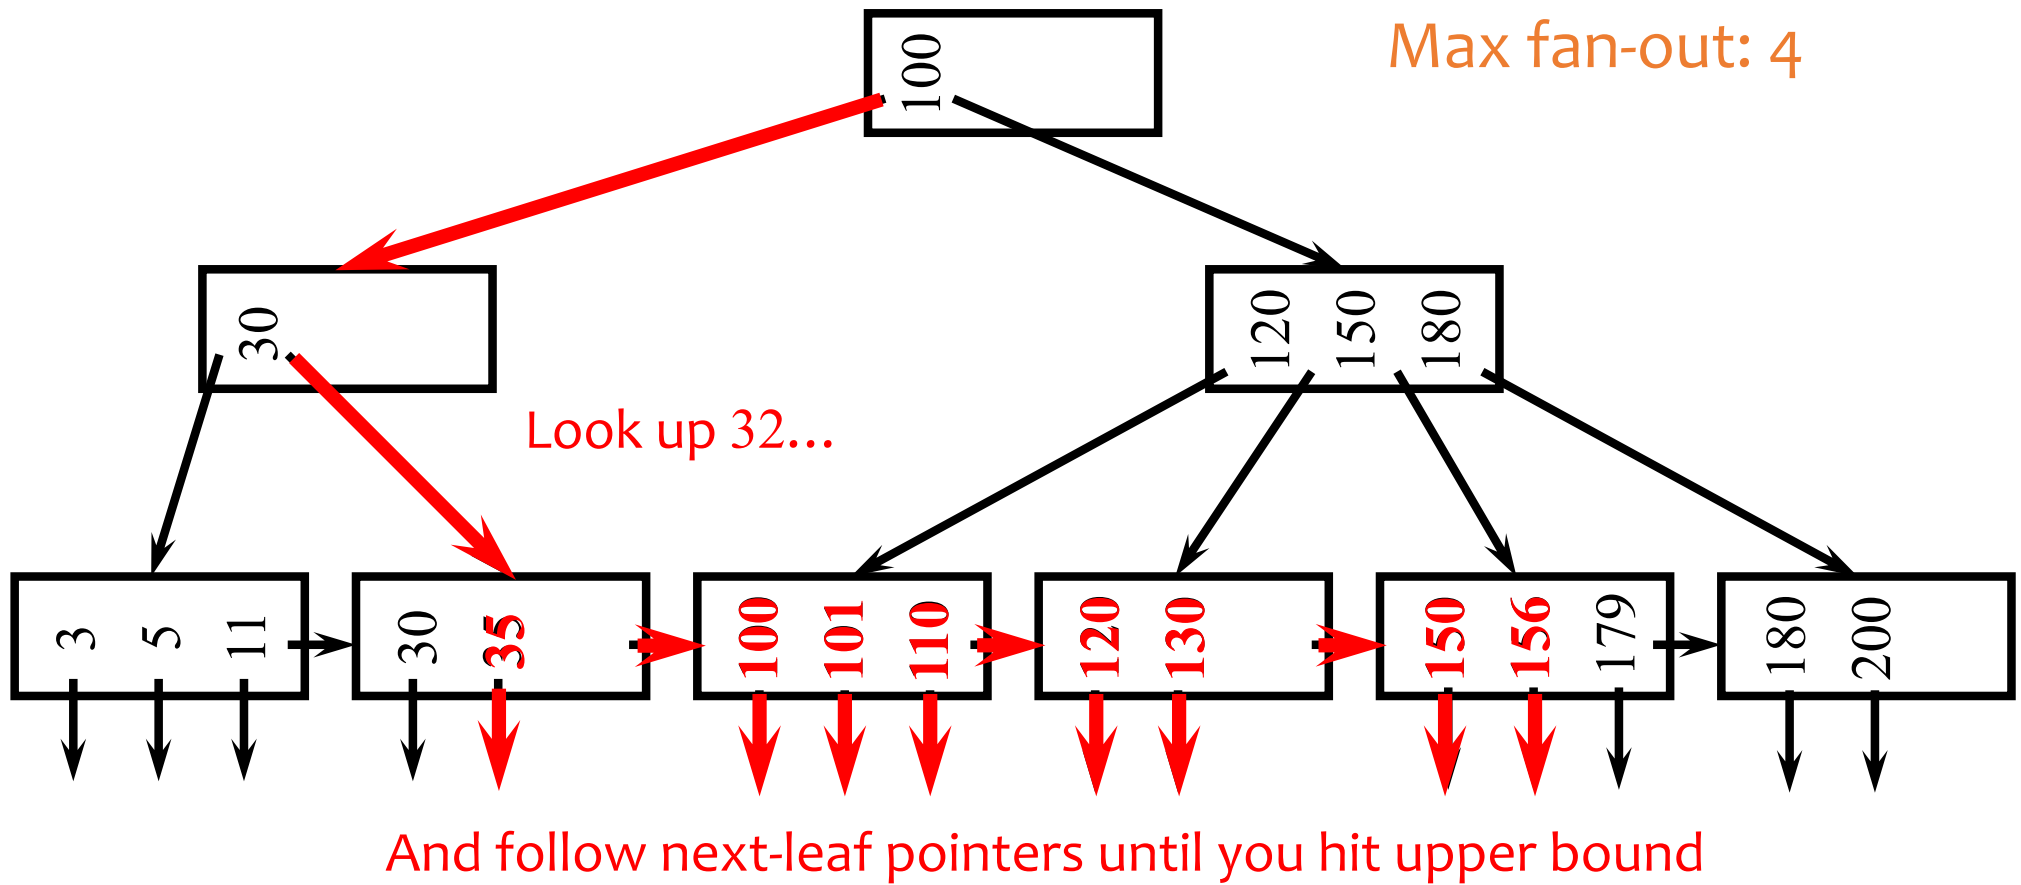 Max fan-out: 4
100
30
120 150 180
Look up 32...
3 5 11 30 35 100 101 110 120 130 150 156 179 180 200
And follow next-leaf pointers until you hit upper bound